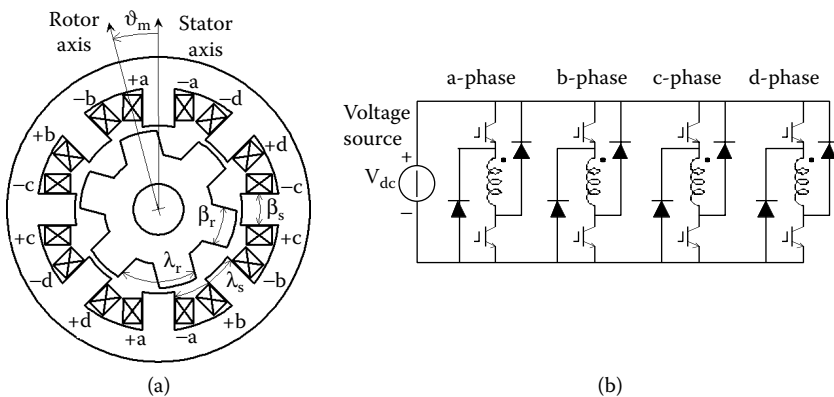 Rotor axis
ϑm
Stator axis
+a
−a
−b
−d
+b
+d
−c
−c
βr
βs
+c
+c
−d
λr
λs
−b
+d
+b
+a
−a
(a)
a-phase
b-phase
c-phase
d-phase
Voltage source
+
Vdc
−
(b)